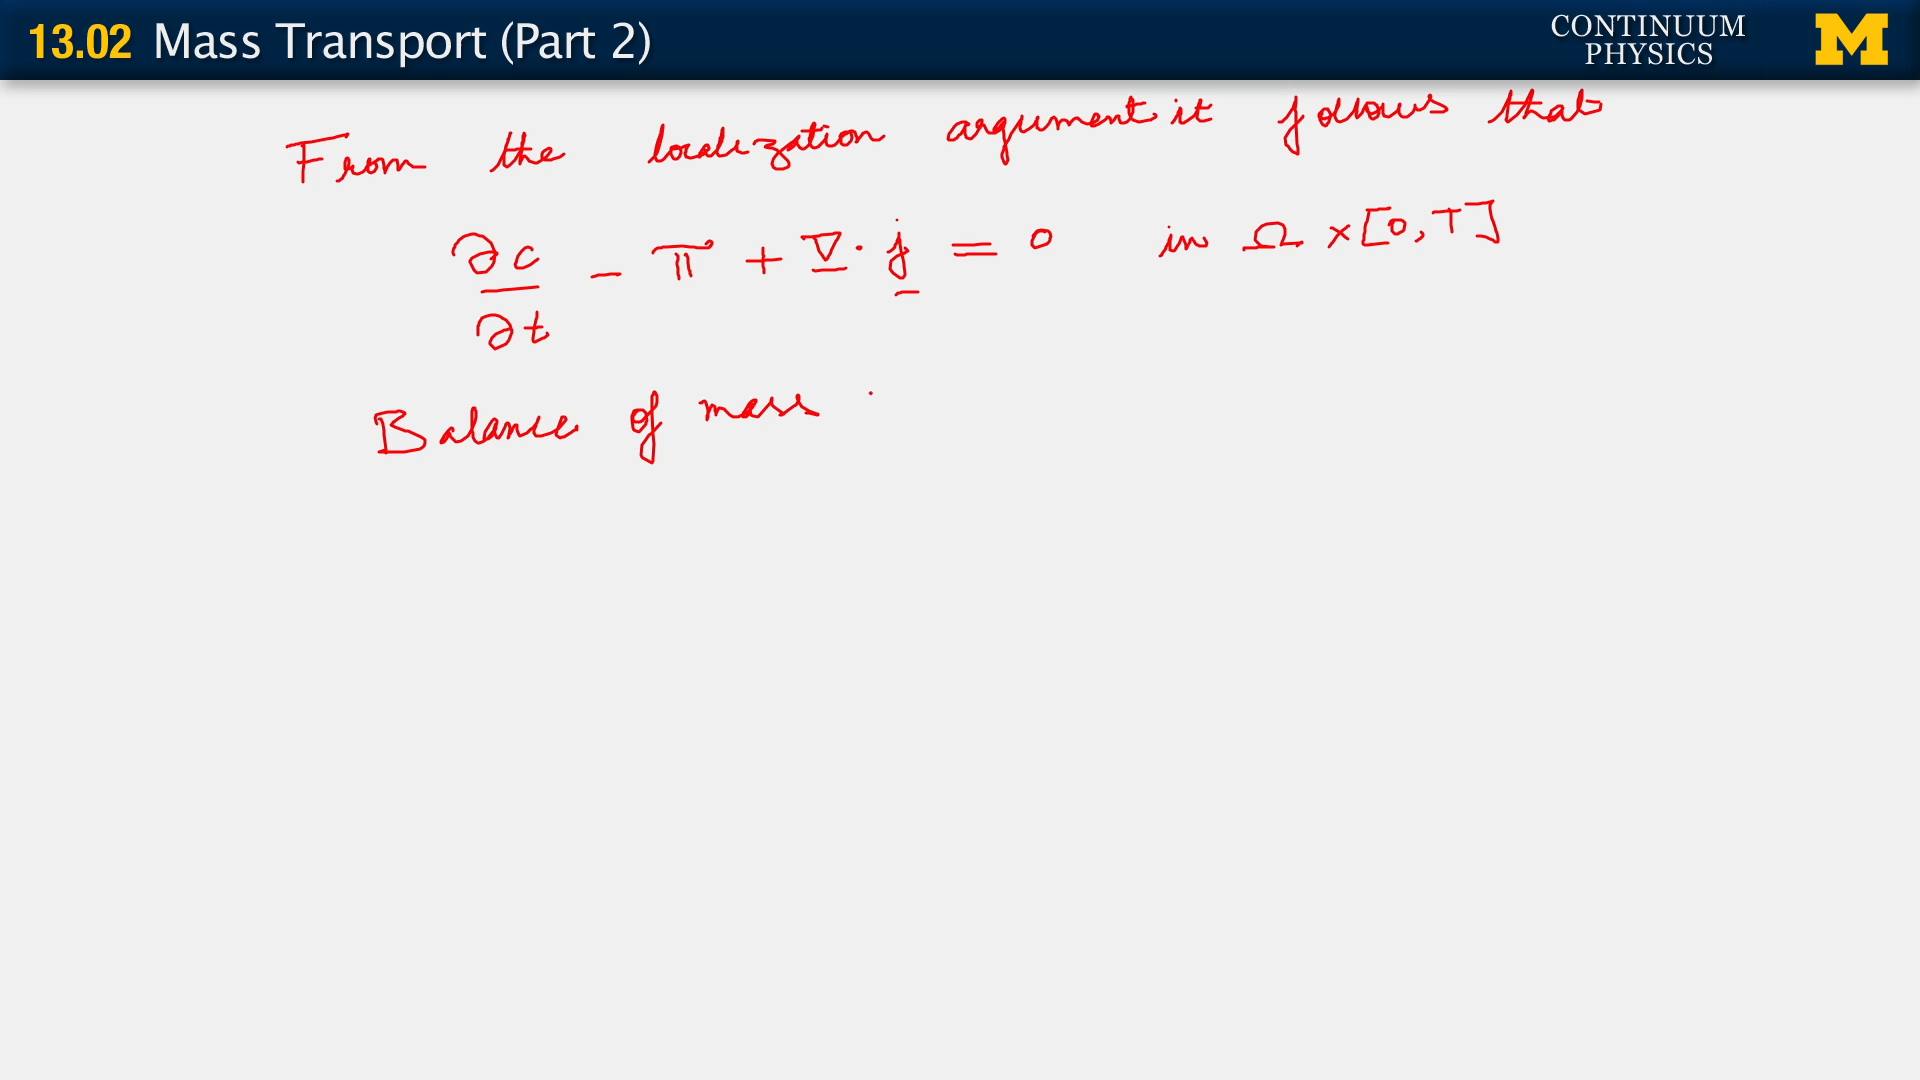 13.02 Mass Transport (Part 2)
CONTINUUM
PHYSICS
M
From the localization argument it follows that
∂c/∂t - π + ∇·j = 0 in Ω × [0,T]
Balance of mass